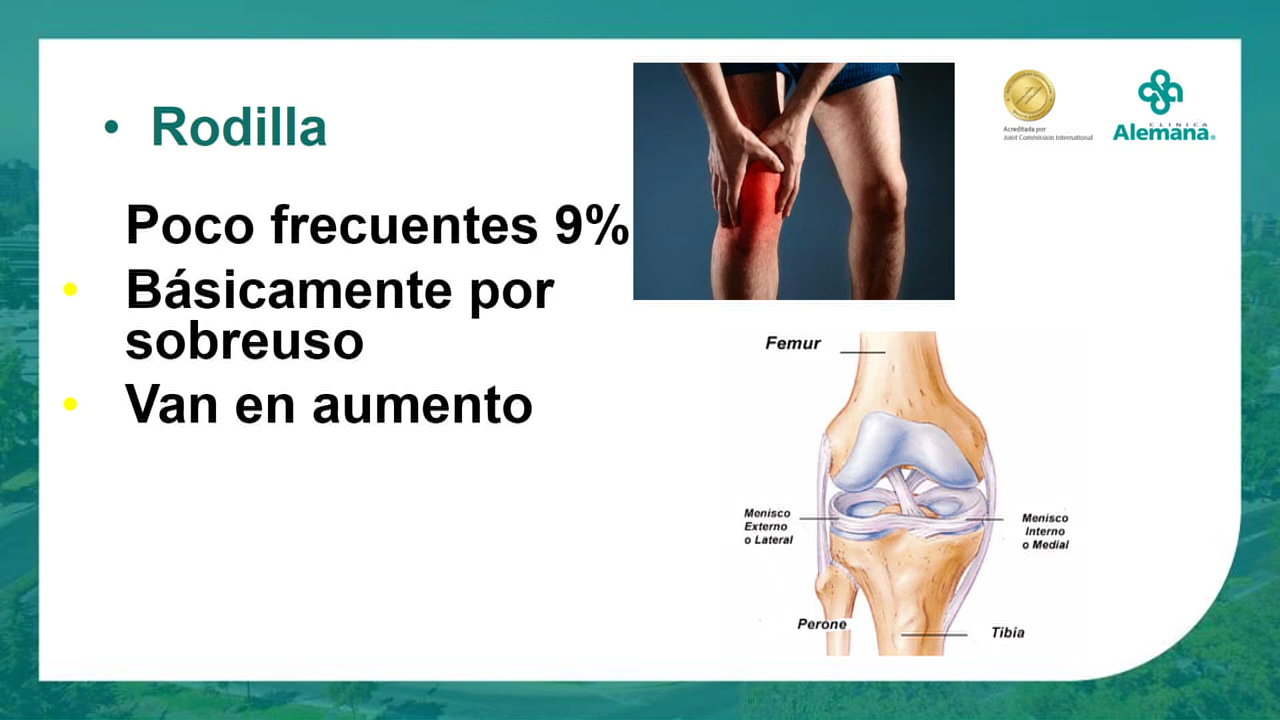 • Rodilla
Poco frecuentes 9%
• Básicamente por
sobreuso
• Van en aumento
Acreditada por
Joint Commission International
CLINICA
Alemana®
Femur
Menisco
Externo
o Lateral
Menisco
Interno
o Medial
Perone
Tibia